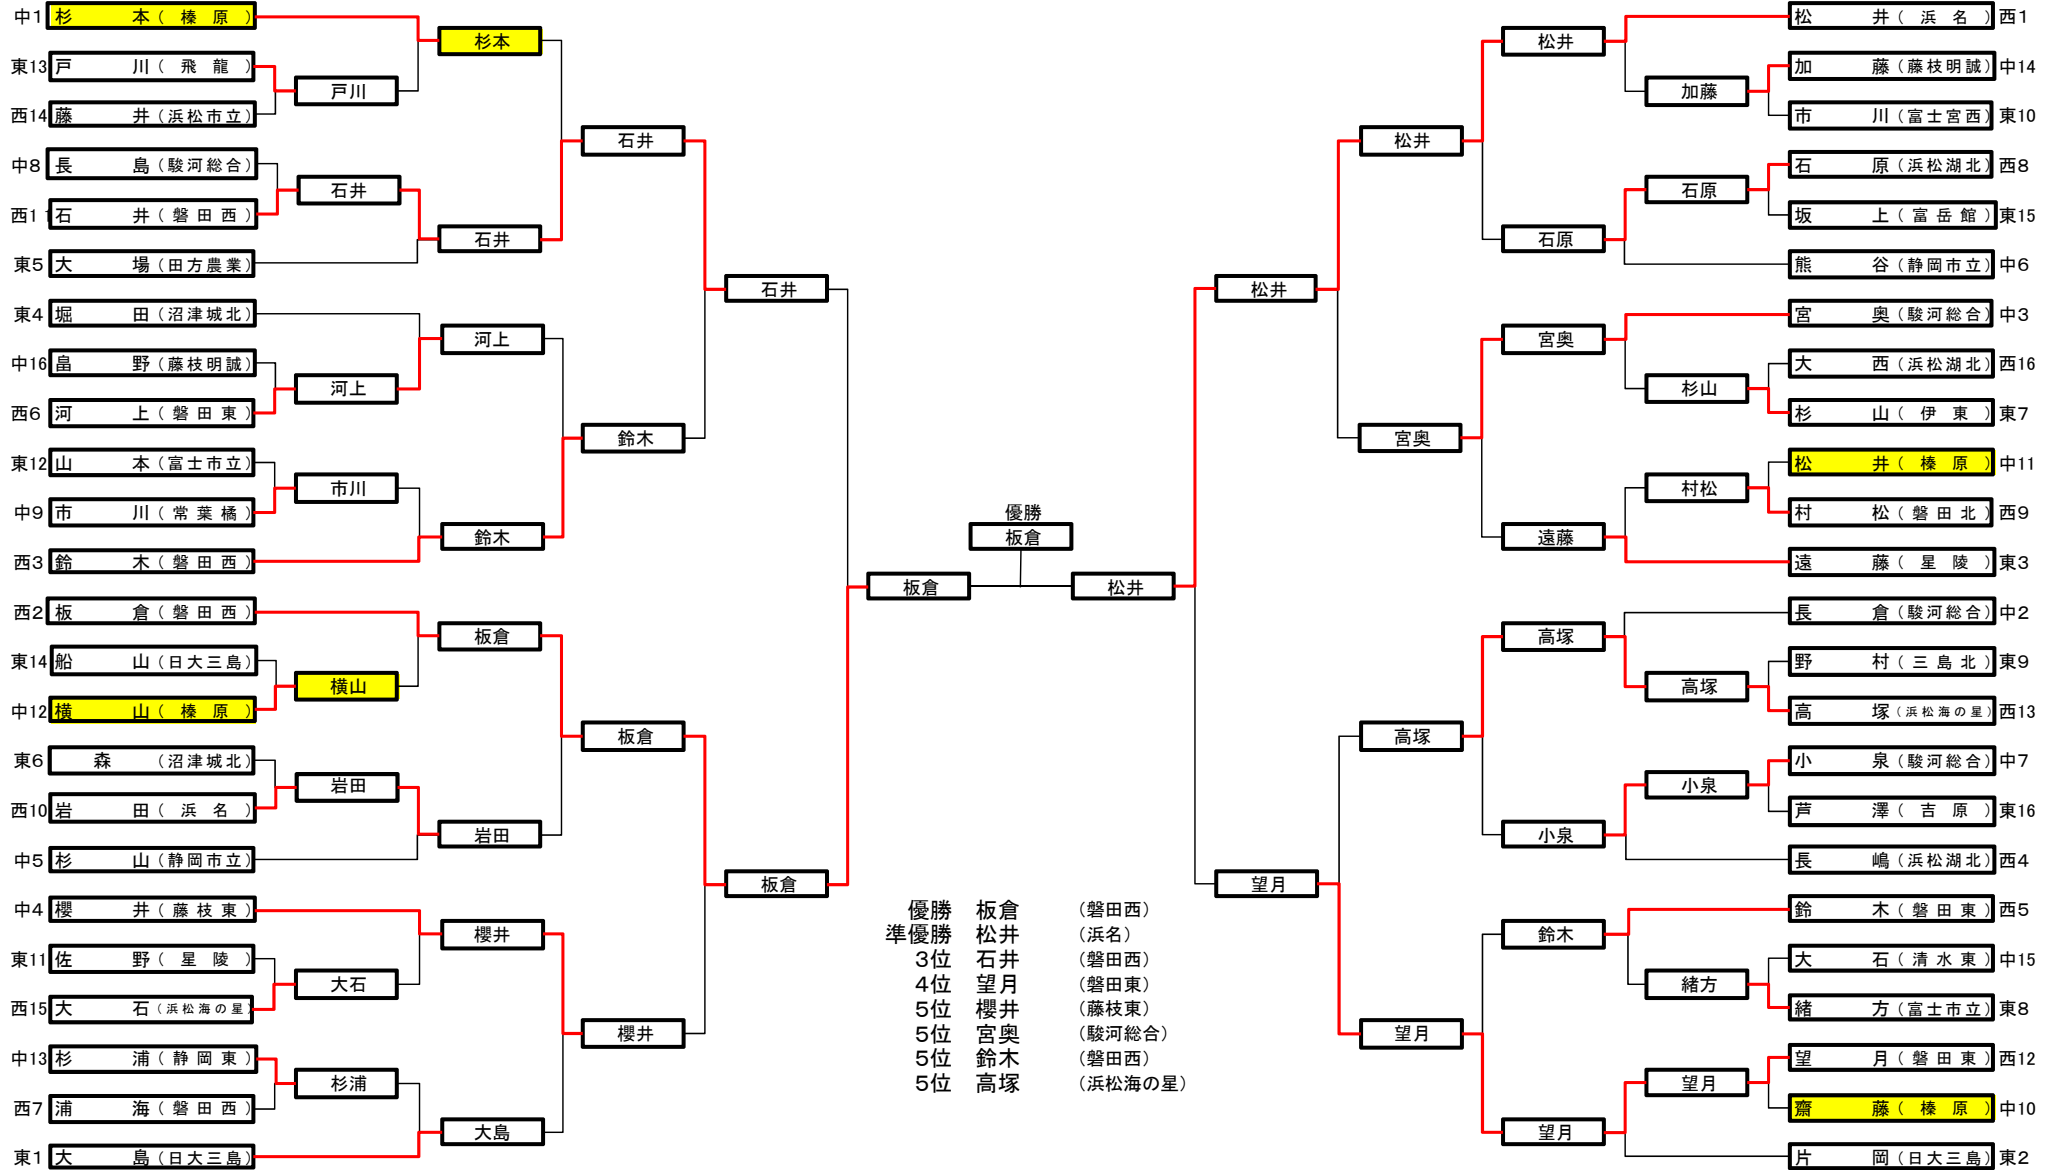 中1 杉本(榛原)
東13 戸川(飛龍)
西14 藤井(浜松市立)
中8 長島(駿河総合)
西11 石井(磐田西)
東5 大場(田方農業)
東4 堀田(沼津城北)
中16 畠野(藤枝明誠)
西6 河上(磐田東)
東12 山本(富士市立)
中9 市川(常葉橘)
西3 鈴木(磐田西)
西2 板倉(磐田西)
東14 船山(日大三島)
中12 横山(榛原)
東6 森(沼津城北)
西10 岩田(浜名)
中5 杉山(静岡市立)
中4 櫻井(藤枝東)
東11 佐野(星陵)
西15 大石(浜松海の星)
中13 杉浦(静岡東)
西7 浦海(磐田西)
東1 大島(日大三島)
戸川
石井
河上
市川
横山
岩田
大石
杉浦
杉本
石井
河上
鈴木
板倉
岩田
櫻井
大島
石井
鈴木
板倉
櫻井
石井
板倉
板倉
優勝
板倉
松井
優勝 板倉 (磐田西)
準優勝 松井 (浜名)
3位 石井 (磐田西)
4位 望月 (磐田東)
5位 櫻井 (藤枝東)
5位 宮奥 (駿河総合)
5位 鈴木 (磐田西)
5位 高塚 (浜松海の星)
松井
望月
松井
宮奥
高塚
望月
松井
石原
宮奥
遠藤
高塚
小泉
鈴木
望月
加藤
石原
杉山
村松
高塚
小泉
緒方
望月
松井(浜名) 西1
加藤(藤枝明誠) 中14
市川(富士宮西) 東10
石原(浜松湖北) 西8
坂上(富岳館) 東15
熊谷(静岡市立) 中6
宮奥(駿河総合) 中3
大西(浜松湖北) 西16
杉山(伊東) 東7
松井(榛原) 中11
村松(磐田北) 西9
遠藤(星陵) 東3
長倉(駿河総合) 中2
野村(三島北) 東9
高塚(浜松海の星) 西13
小泉(駿河総合) 中7
芦澤(吉原) 東16
長嶋(浜松湖北) 西4
鈴木(磐田東) 西5
大石(清水東) 中15
緒方(富士市立) 東8
望月(磐田東) 西12
齋藤(榛原) 中10
片岡(日大三島) 東2